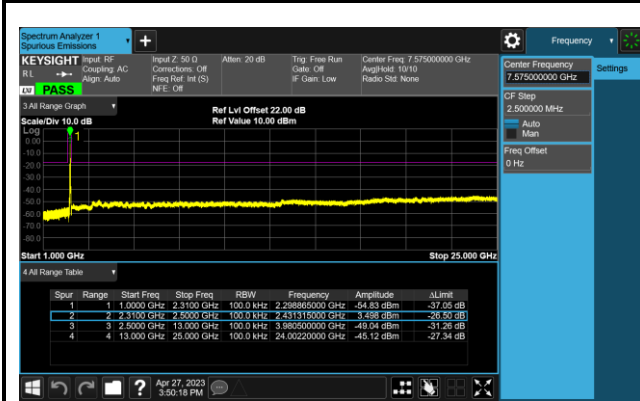 Spectrum Analyzer 1
Spurious Emissions
Frequency
KEYSIGHT Input: RF Input Z: 50 Ω Atten: 20 dB Trig: Free Run Center Freq: 7.575000000 GHz
RL Coupling: AC Corrections: Off Gate: Off Avg|Hold: 10/10
Align: Auto Freq Ref: Int (S) IF Gain: Low Radio Std: None
LXI PASS NFE: Off
Center Frequency
7.575000000 GHz
Settings
CF Step
2.500000 MHz
Auto
Man
Freq Offset
0 Hz
3 All Range Graph
Ref Lvl Offset 22.00 dB
Scale/Div 10.0 dB Ref Value 10.00 dBm
Log
1
0.00
-10.0
-20.0
-30.0
-40.0
-50.0
-60.0
-70.0
-80.0
Start 1.000 GHz Stop 25.000 GHz
4 All Range Table
Spur Range Start Freq Stop Freq RBW Frequency Amplitude ΔLimit
1 1 1.0000 GHz 2.3100 GHz 100.0 kHz 2.298865000 GHz -54.83 dBm -37.05 dB
2 2 2.3100 GHz 2.5000 GHz 100.0 kHz 2.431315000 GHz 3.498 dBm -26.50 dB
3 3 2.5000 GHz 13.000 GHz 100.0 kHz 3.980500000 GHz -49.04 dBm -31.26 dB
4 4 13.000 GHz 25.000 GHz 100.0 kHz 24.00220000 GHz -45.12 dBm -27.34 dB
? Apr 27, 2023
3:50:18 PM